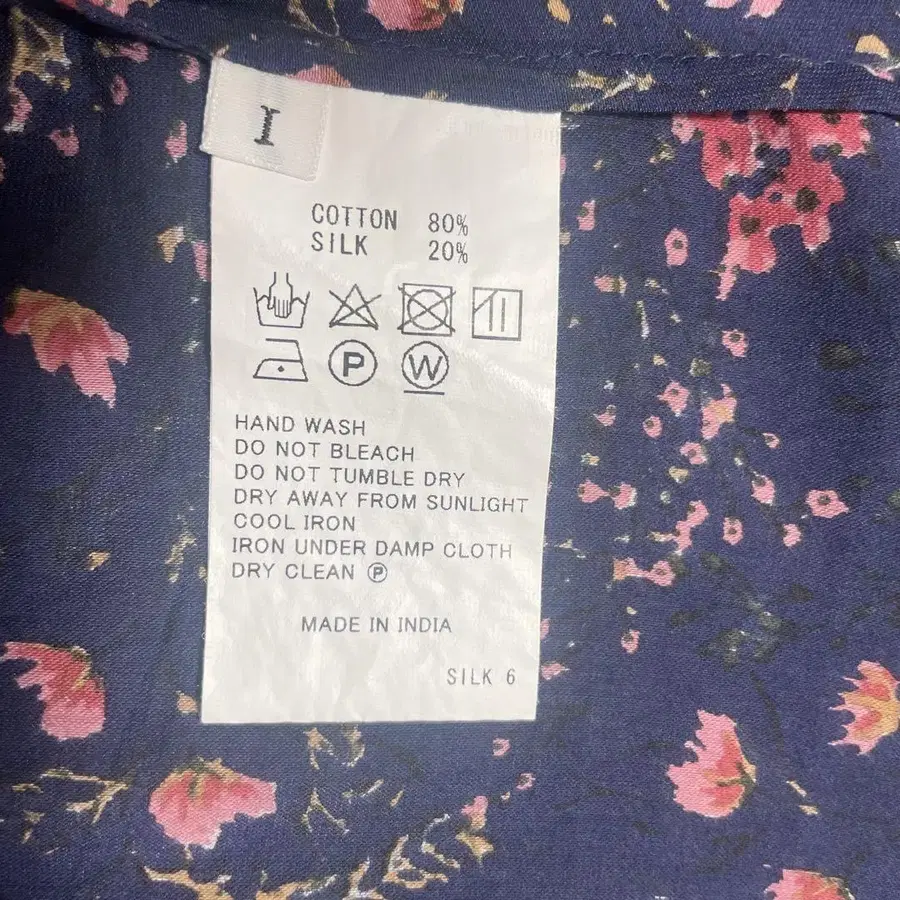 I
COTTON 80%
SILK 20%
P W
HAND WASH
DO NOT BLEACH
DO NOT TUMBLE DRY
DRY AWAY FROM SUNLIGHT
COOL IRON
IRON UNDER DAMP CLOTH
DRY CLEAN Ⓟ
MADE IN INDIA
SILK 6